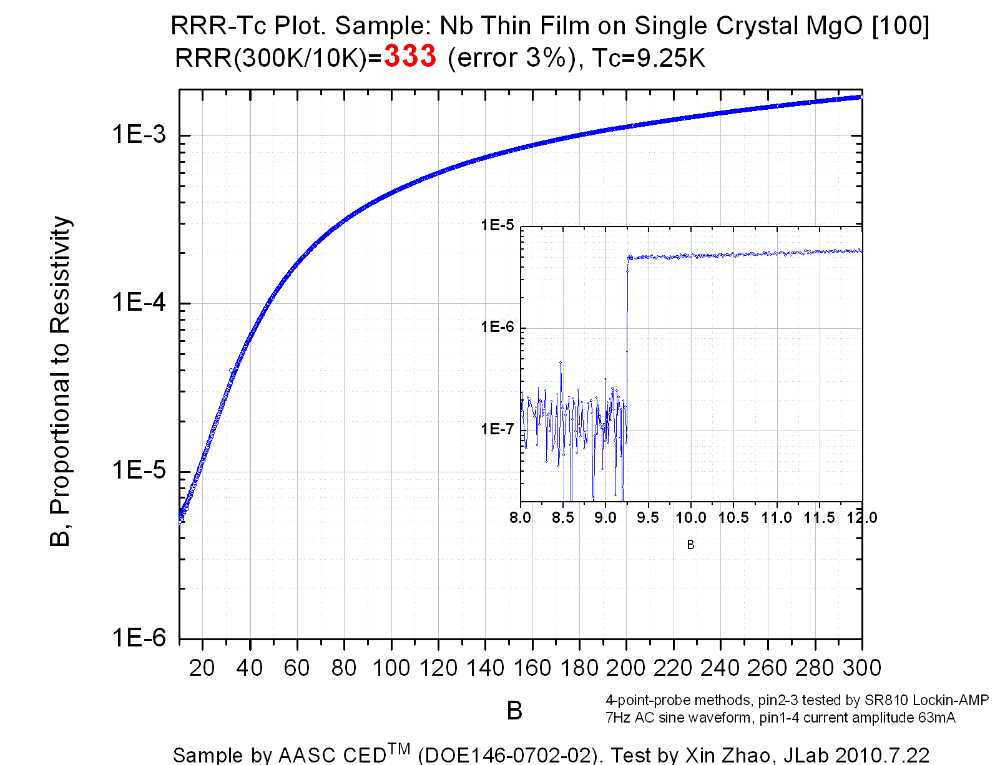 RRR-Tc Plot. Sample: Nb Thin Film on Single Crystal MgO [100]
RRR(300K/10K)=333 (error 3%), Tc=9.25K
B, Proportional to Resistivity
1E-3
1E-4
1E-5
1E-6
1E-5
1E-6
1E-7
8.0 8.5 9.0 9.5 10.0 10.5 11.0 11.5 12.0
B
20 40 60 80 100 120 140 160 180 200 220 240 260 280 300
B
4-point-probe methods, pin2-3 tested by SR810 Lockin-AMP
7Hz AC sine waveform, pin1-4 current amplitude 63mA
Sample by AASC CED™ (DOE146-0702-02). Test by Xin Zhao, JLab 2010.7.22